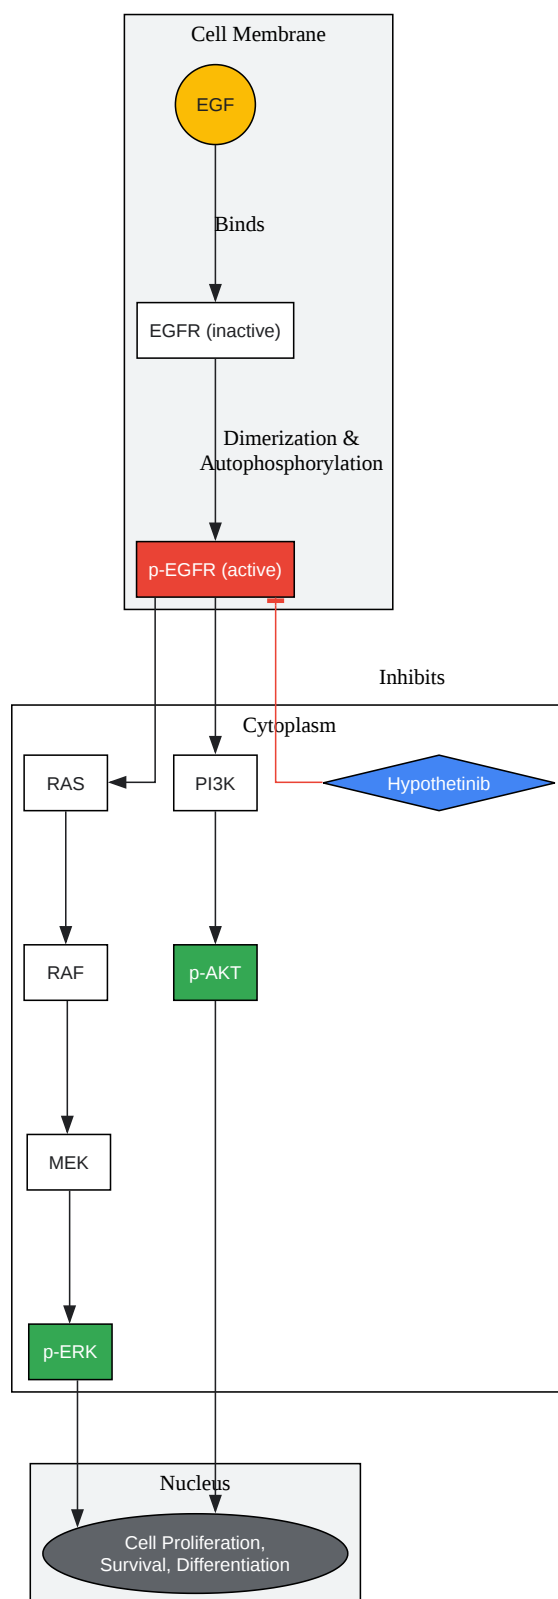 Cell Membrane
EGF
Binds
EGFR (inactive)
Dimerization &
Autophosphorylation
p-EGFR (active)
Inhibits
Cytoplasm
RAS
PI3K
Hypothetinib
RAF
p-AKT
MEK
p-ERK
Nucleus
Cell Proliferation,
Survival, Differentiation